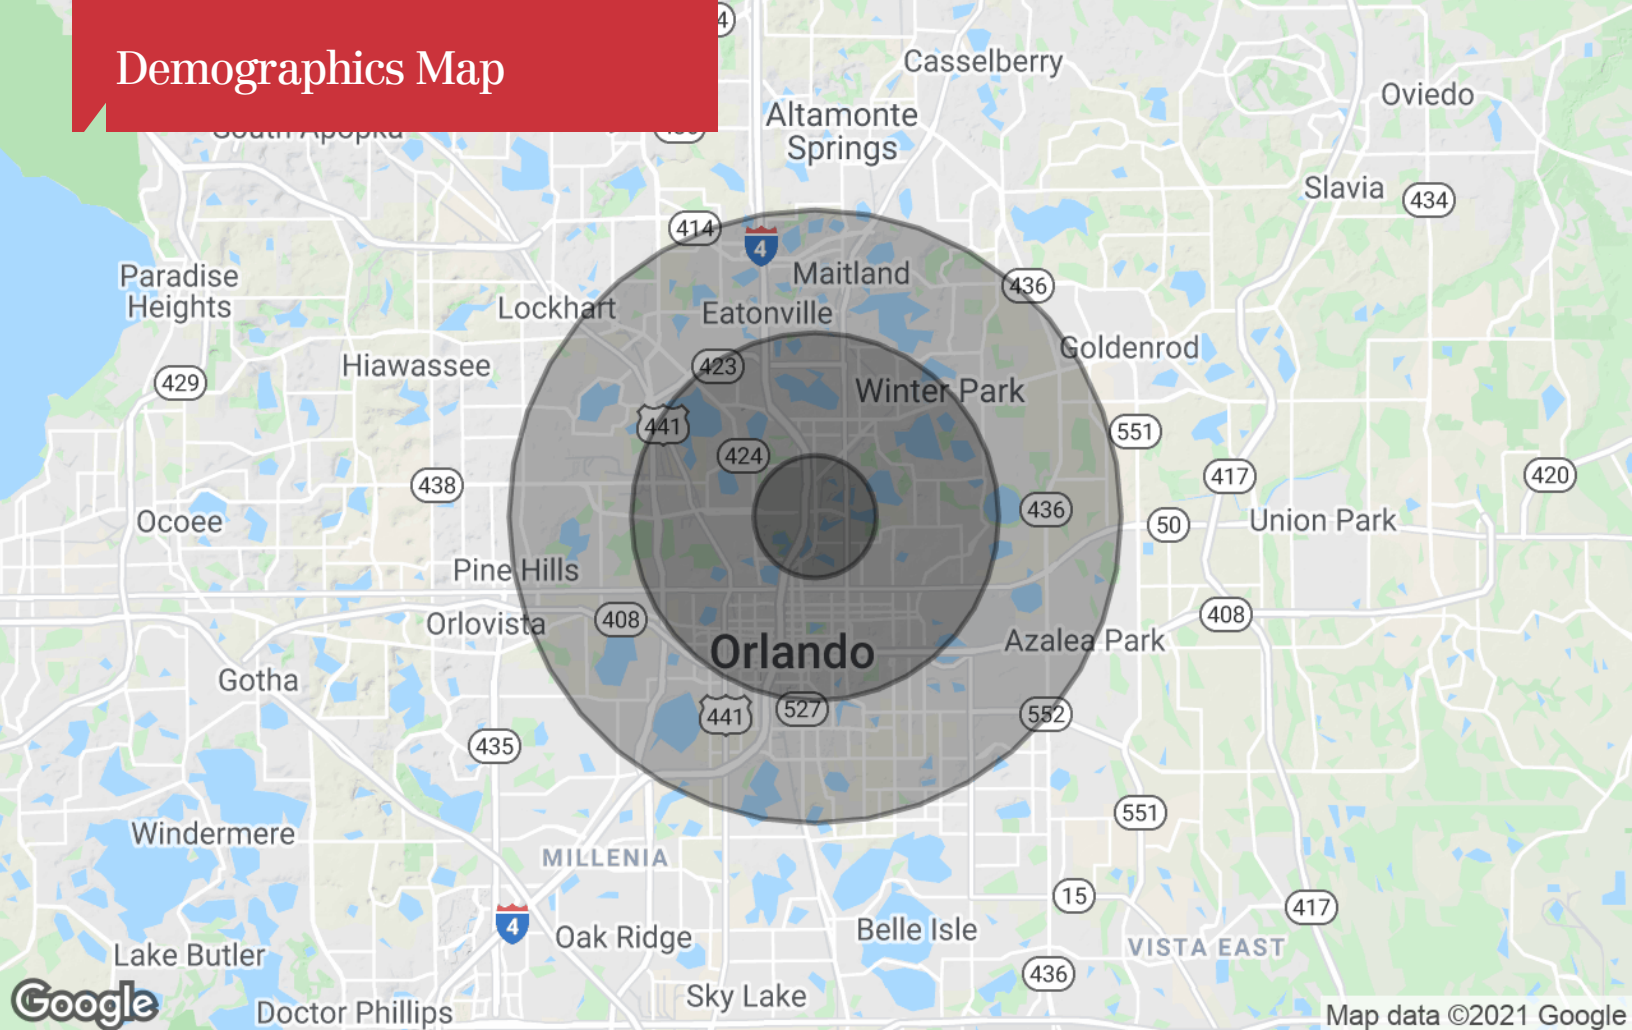 Demographics Map
4
Casselberry
Oviedo
Altamonte
Springs
South Apopka
Slavia
434
414
4
Maitland
436
Paradise
Heights
Lockhart
Eatonville
Goldenrod
Hiawassee
423
429
Winter Park
441
551
424
438
417
420
436
Ocoee
50
Union Park
Pine Hills
408
408
Orlovista
Orlando
Azalea Park
Gotha
441
527
552
435
551
Windermere
MILLENIA
15
417
4
Oak Ridge
Belle Isle
VISTA EAST
Lake Butler
436
Sky Lake
Google
Doctor Phillips
Map data ©2021 Google